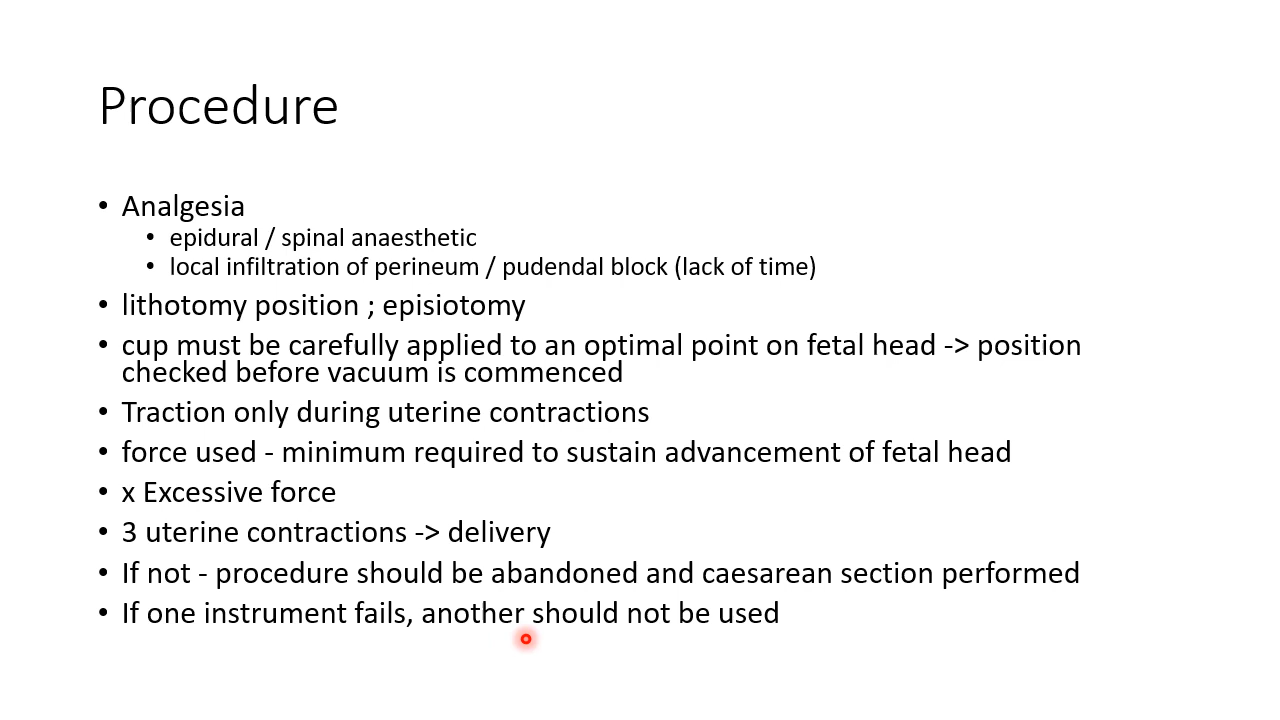 Procedure
• Analgesia
• epidural / spinal anaesthetic
• local infiltration of perineum / pudendal block (lack of time)
• lithotomy position ; episiotomy
• cup must be carefully applied to an optimal point on fetal head -> position
checked before vacuum is commenced
• Traction only during uterine contractions
• force used - minimum required to sustain advancement of fetal head
• x Excessive force
• 3 uterine contractions -> delivery
• If not - procedure should be abandoned and caesarean section performed
• If one instrument fails, another should not be used